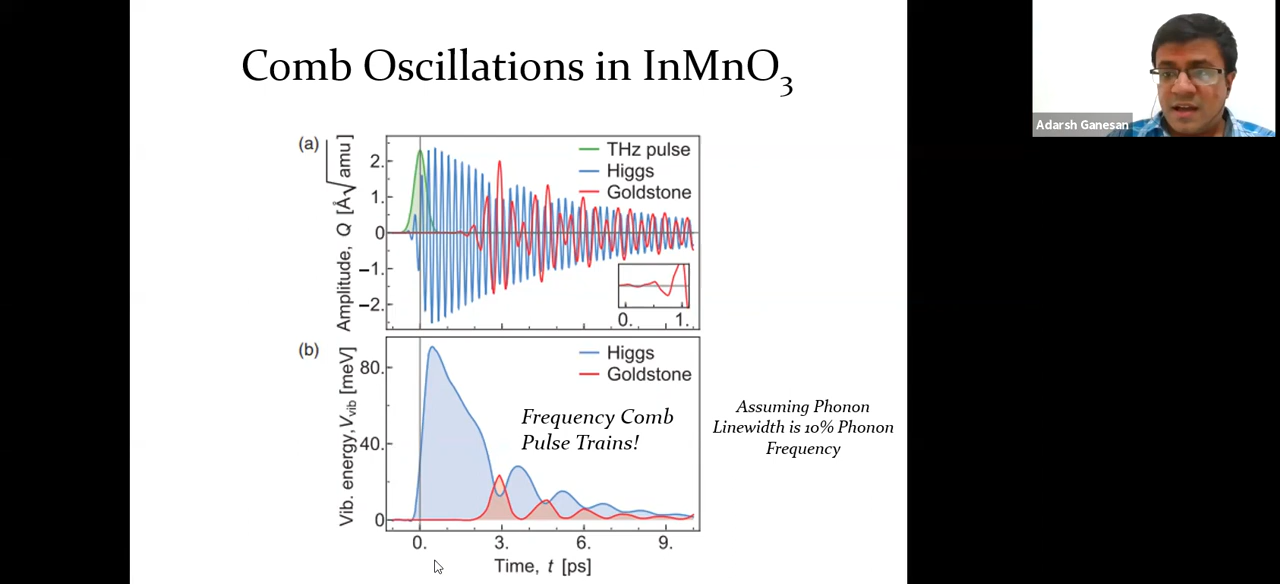 Comb Oscillations in InMnO₃
Adarsh Ganesan
(a)
THz pulse
Higgs
Goldstone
Amplitude, Q [Å√amu]
2.
1.
0
−1.
−2.
0.
1.
(b)
Higgs
Goldstone
Vib. energy, Vvib [meV]
80.
40.
0
Frequency Comb
Pulse Trains!
Assuming Phonon
Linewidth is 10% Phonon
Frequency
0.
3.
6.
9.
Time, t [ps]